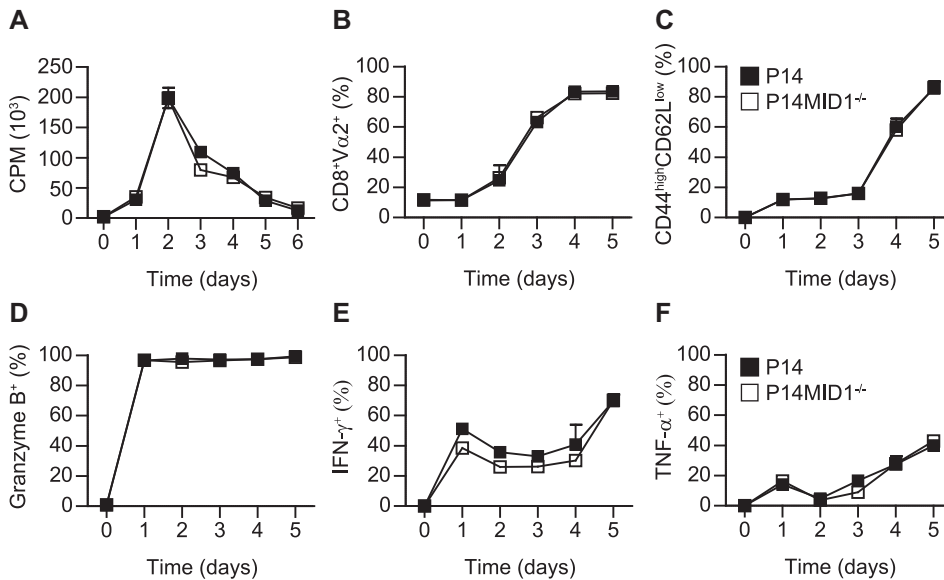 A
CPM (10³)
250
200
150
100
50
0
0 1 2 3 4 5 6
Time (days)
B
CD8⁺Vα2⁺ (%)
100
80
60
40
20
0
0 1 2 3 4 5
Time (days)
C
CD44ʰⁱᵍʰCD62Lˡᵒʷ (%)
100
80
60
40
20
0
0 1 2 3 4 5
Time (days)
P14
P14MID1⁻/⁻
D
Granzyme B⁺ (%)
100
80
60
40
20
0
0 1 2 3 4 5
Time (days)
E
IFN-γ⁺ (%)
100
80
60
40
20
0
0 1 2 3 4 5
Time (days)
F
TNF-α⁺ (%)
100
80
60
40
20
0
0 1 2 3 4 5
Time (days)
P14
P14MID1⁻/⁻